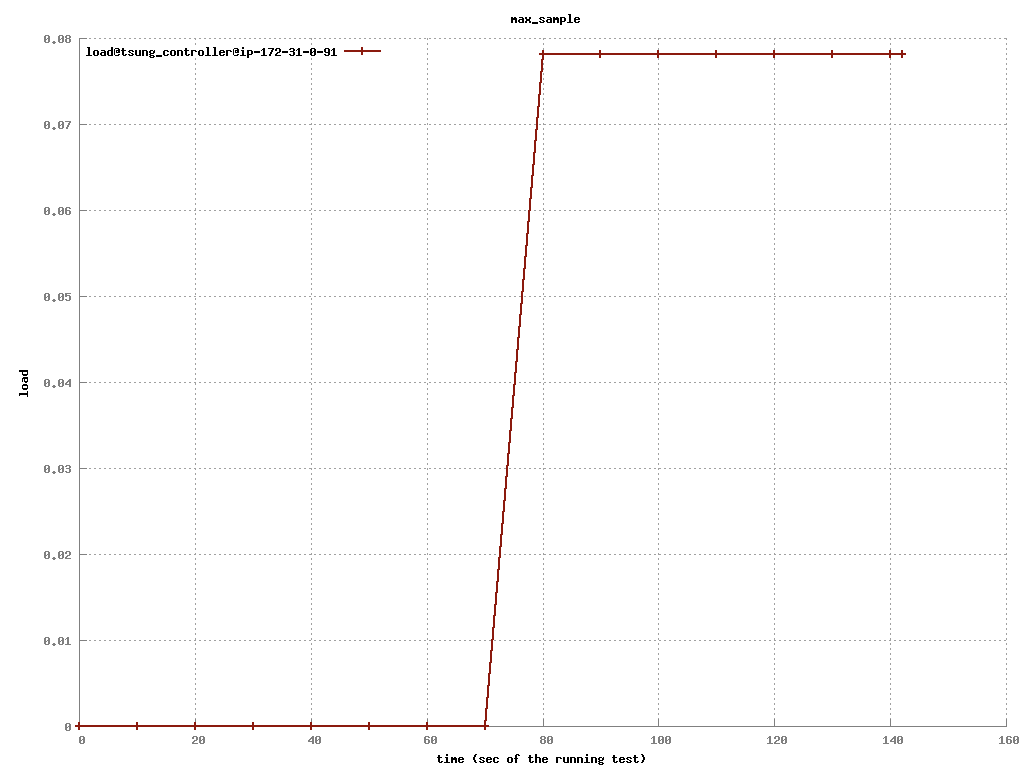 max_sample
load@tsung_controller@ip-172-31-0-91
0.08
0.07
0.06
0.05
0.04
0.03
0.02
0.01
0
load
0 20 40 60 80 100 120 140 160
time (sec of the running test)